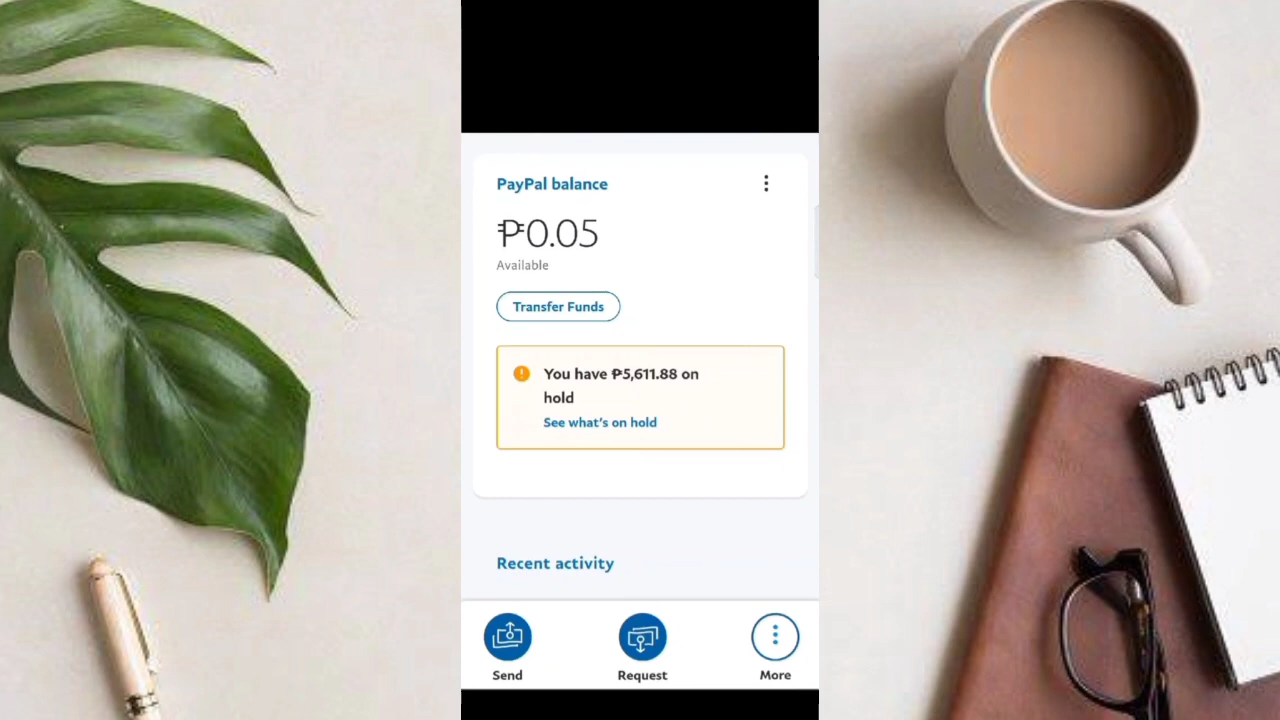 PayPal balance
₱0.05
Available
Transfer Funds
You have ₱5,611.88 on
hold
See what's on hold
Recent activity
Send
Request
More